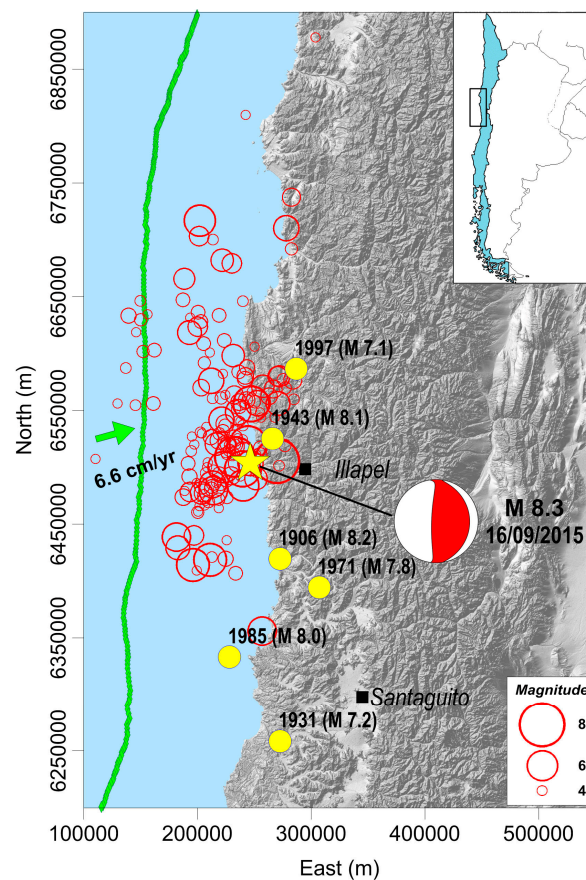 6850000
6750000
6650000
6550000
6450000
6350000
6250000
North (m)
1997 (M 7.1)
1943 (M 8.1)
Illapel
6.6 cm/yr
M 8.3
16/09/2015
1906 (M 8.2)
1971 (M 7.8)
1985 (M 8.0)
Santaguito
1931 (M 7.2)
Magnitude
8
6
4
100000 200000 300000 400000 500000
East (m)